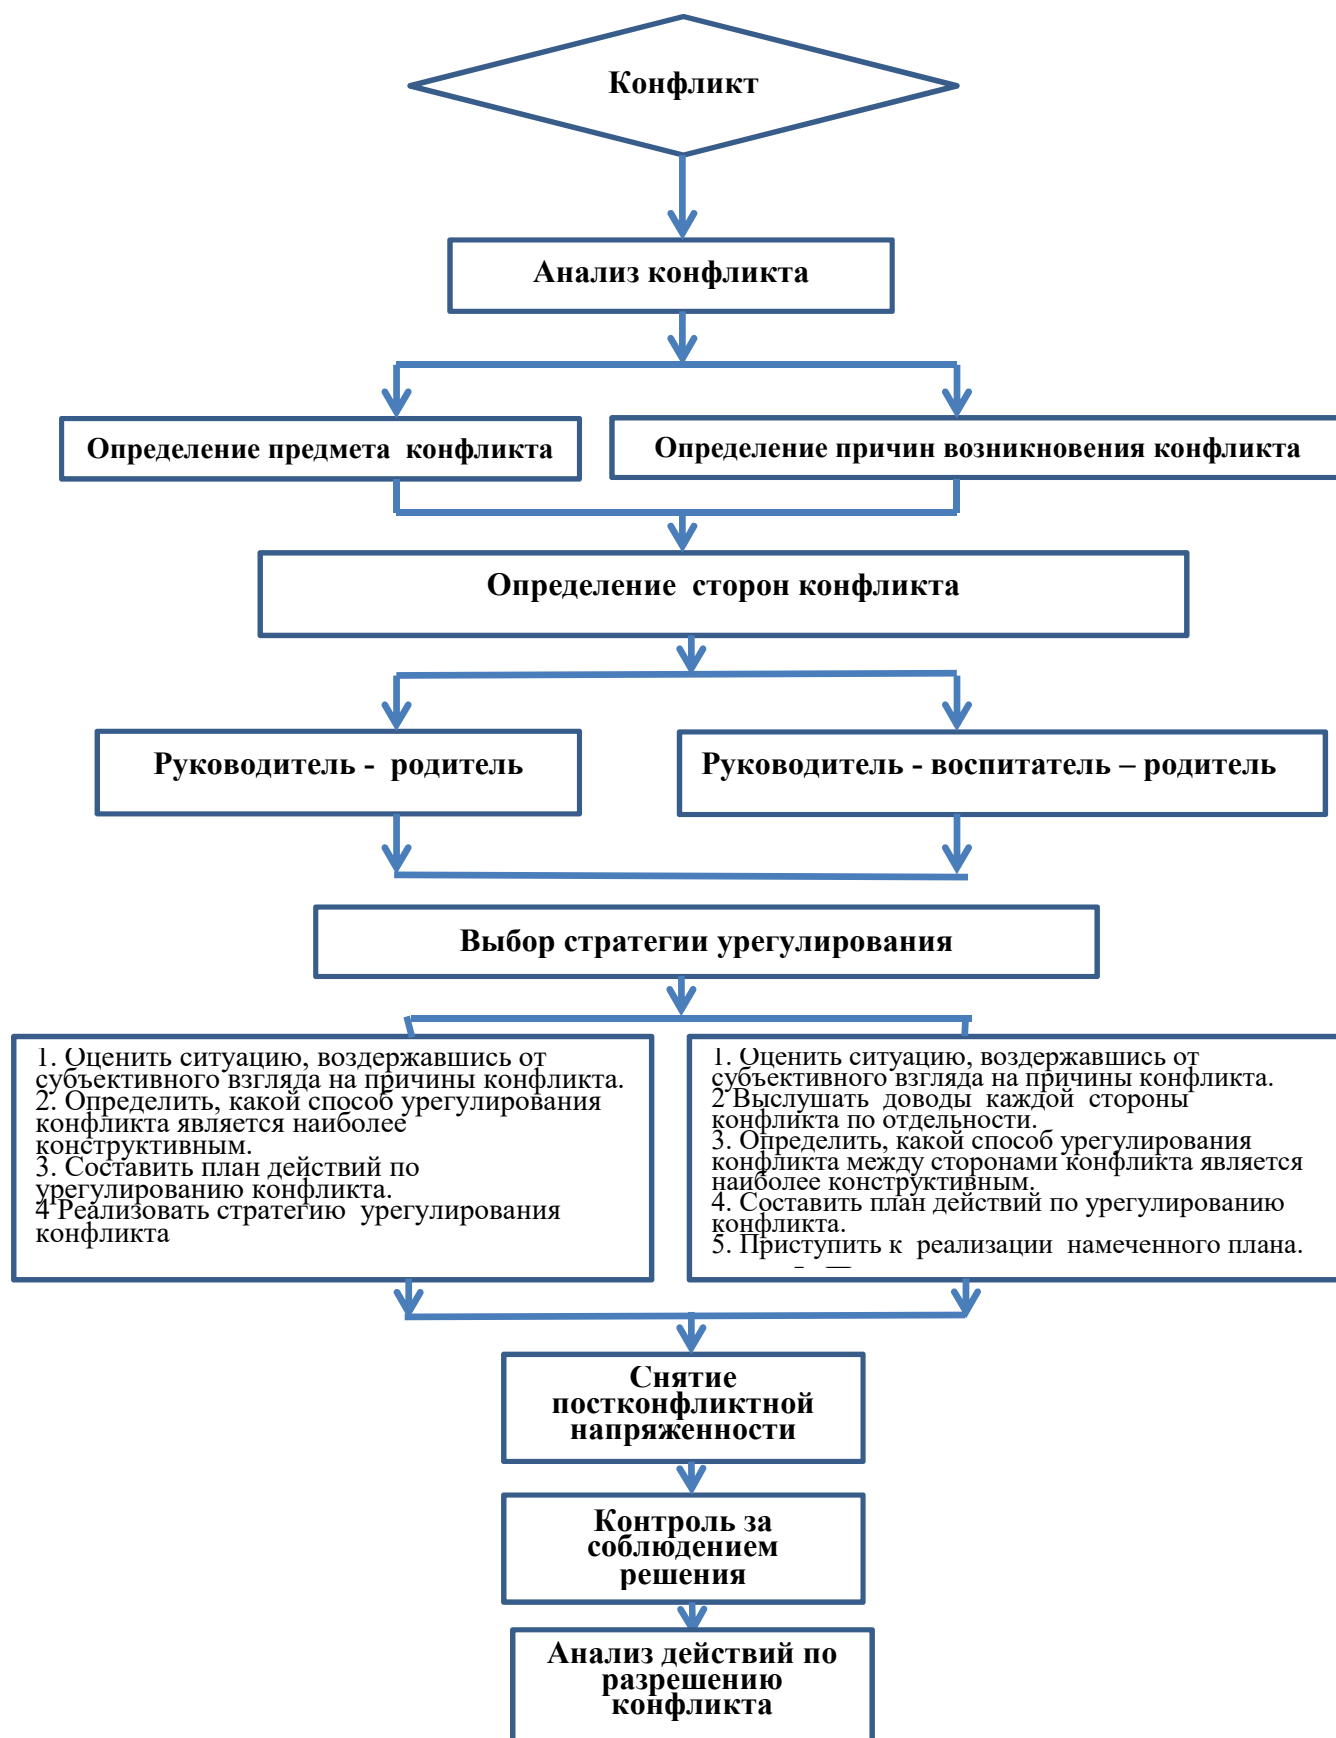 Конфликт
Анализ конфликта
Определение предмета конфликта
Определение причин возникновения конфликта
Определение сторон конфликта
Руководитель - родитель
Руководитель - воспитатель – родитель
Выбор стратегии урегулирования
1. Оценить ситуацию, воздержавшись от
субъективного взгляда на причины конфликта.
2. Определить, какой способ урегулирования
конфликта является наиболее
конструктивным.
3. Составить план действий по
урегулированию конфликта.
4 Реализовать стратегию урегулирования
конфликта
1. Оценить ситуацию, воздержавшись от
субъективного взгляда на причины конфликта.
2 Выслушать доводы каждой стороны
конфликта по отдельности.
3. Определить, какой способ урегулирования
конфликта между сторонами конфликта является
наиболее конструктивным.
4. Составить план действий по урегулированию
конфликта.
5. Приступить к реализации намеченного плана.
Снятие
постконфликтной
напряженности
Контроль за
соблюдением
решения
Анализ действий по
разрешению
конфликта